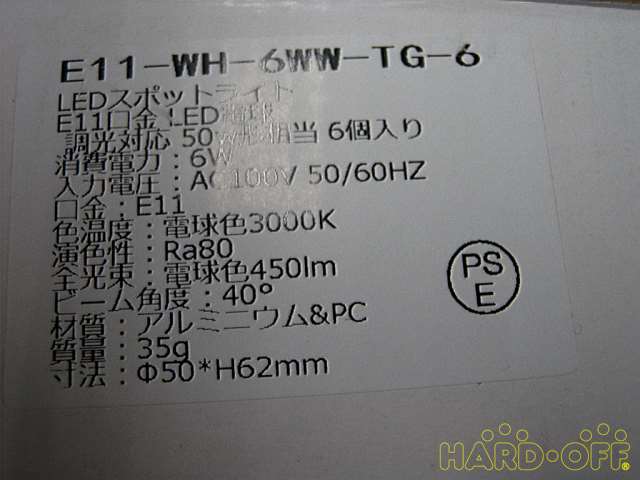 E11-WH-6WW-TG-6
LEDスポットライト
E11口金 LED電球
調光対応 50W形相当 6個入り
消費電力：6W
入力電圧：AC 100V 50/60HZ
口金：E11
色温度：電球色3000K
演色性：Ra80
全光束：電球色450lm
ビーム角度：40°
材質：アルミニウム&PC
質量：35g
寸法：Φ50*H62mm
PS
E
HARD-OFF®